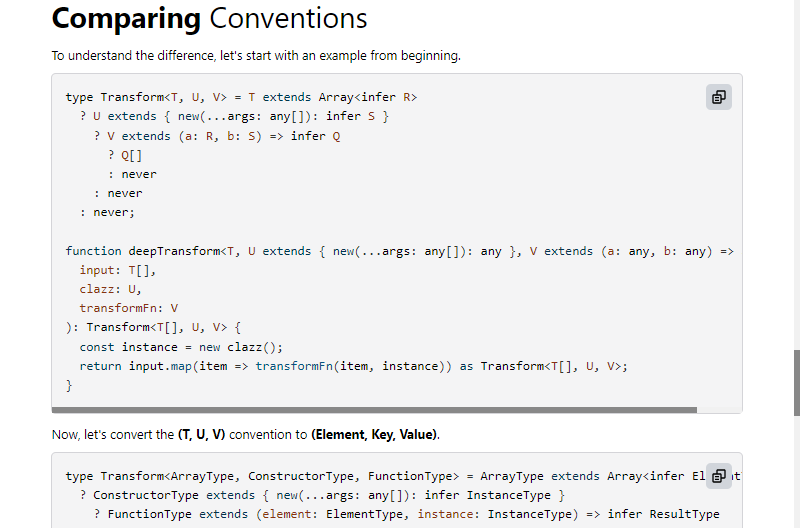 Comparing Conventions
To understand the difference, let's start with an example from beginning.
type Transform<T, U, V> = T extends Array<infer R>
? U extends { new(...args: any[]): infer S }
? V extends (a: R, b: S) => infer Q
? Q[]
: never
: never
: never;
function deepTransform<T, U extends { new(...args: any[]): any }, V extends (a: any, b: any) =>
input: T[],
clazz: U,
transformFn: V
): Transform<T[], U, V> {
const instance = new clazz();
return input.map(item => transformFn(item, instance)) as Transform<T[], U, V>;
}
Now, let's convert the (T, U, V) convention to (Element, Key, Value).
type Transform<ArrayType, ConstructorType, FunctionType> = ArrayType extends Array<infer
? ConstructorType extends { new(...args: any[]): infer InstanceType }
? FunctionType extends (element: ElementType, instance: InstanceType) => infer ResultType